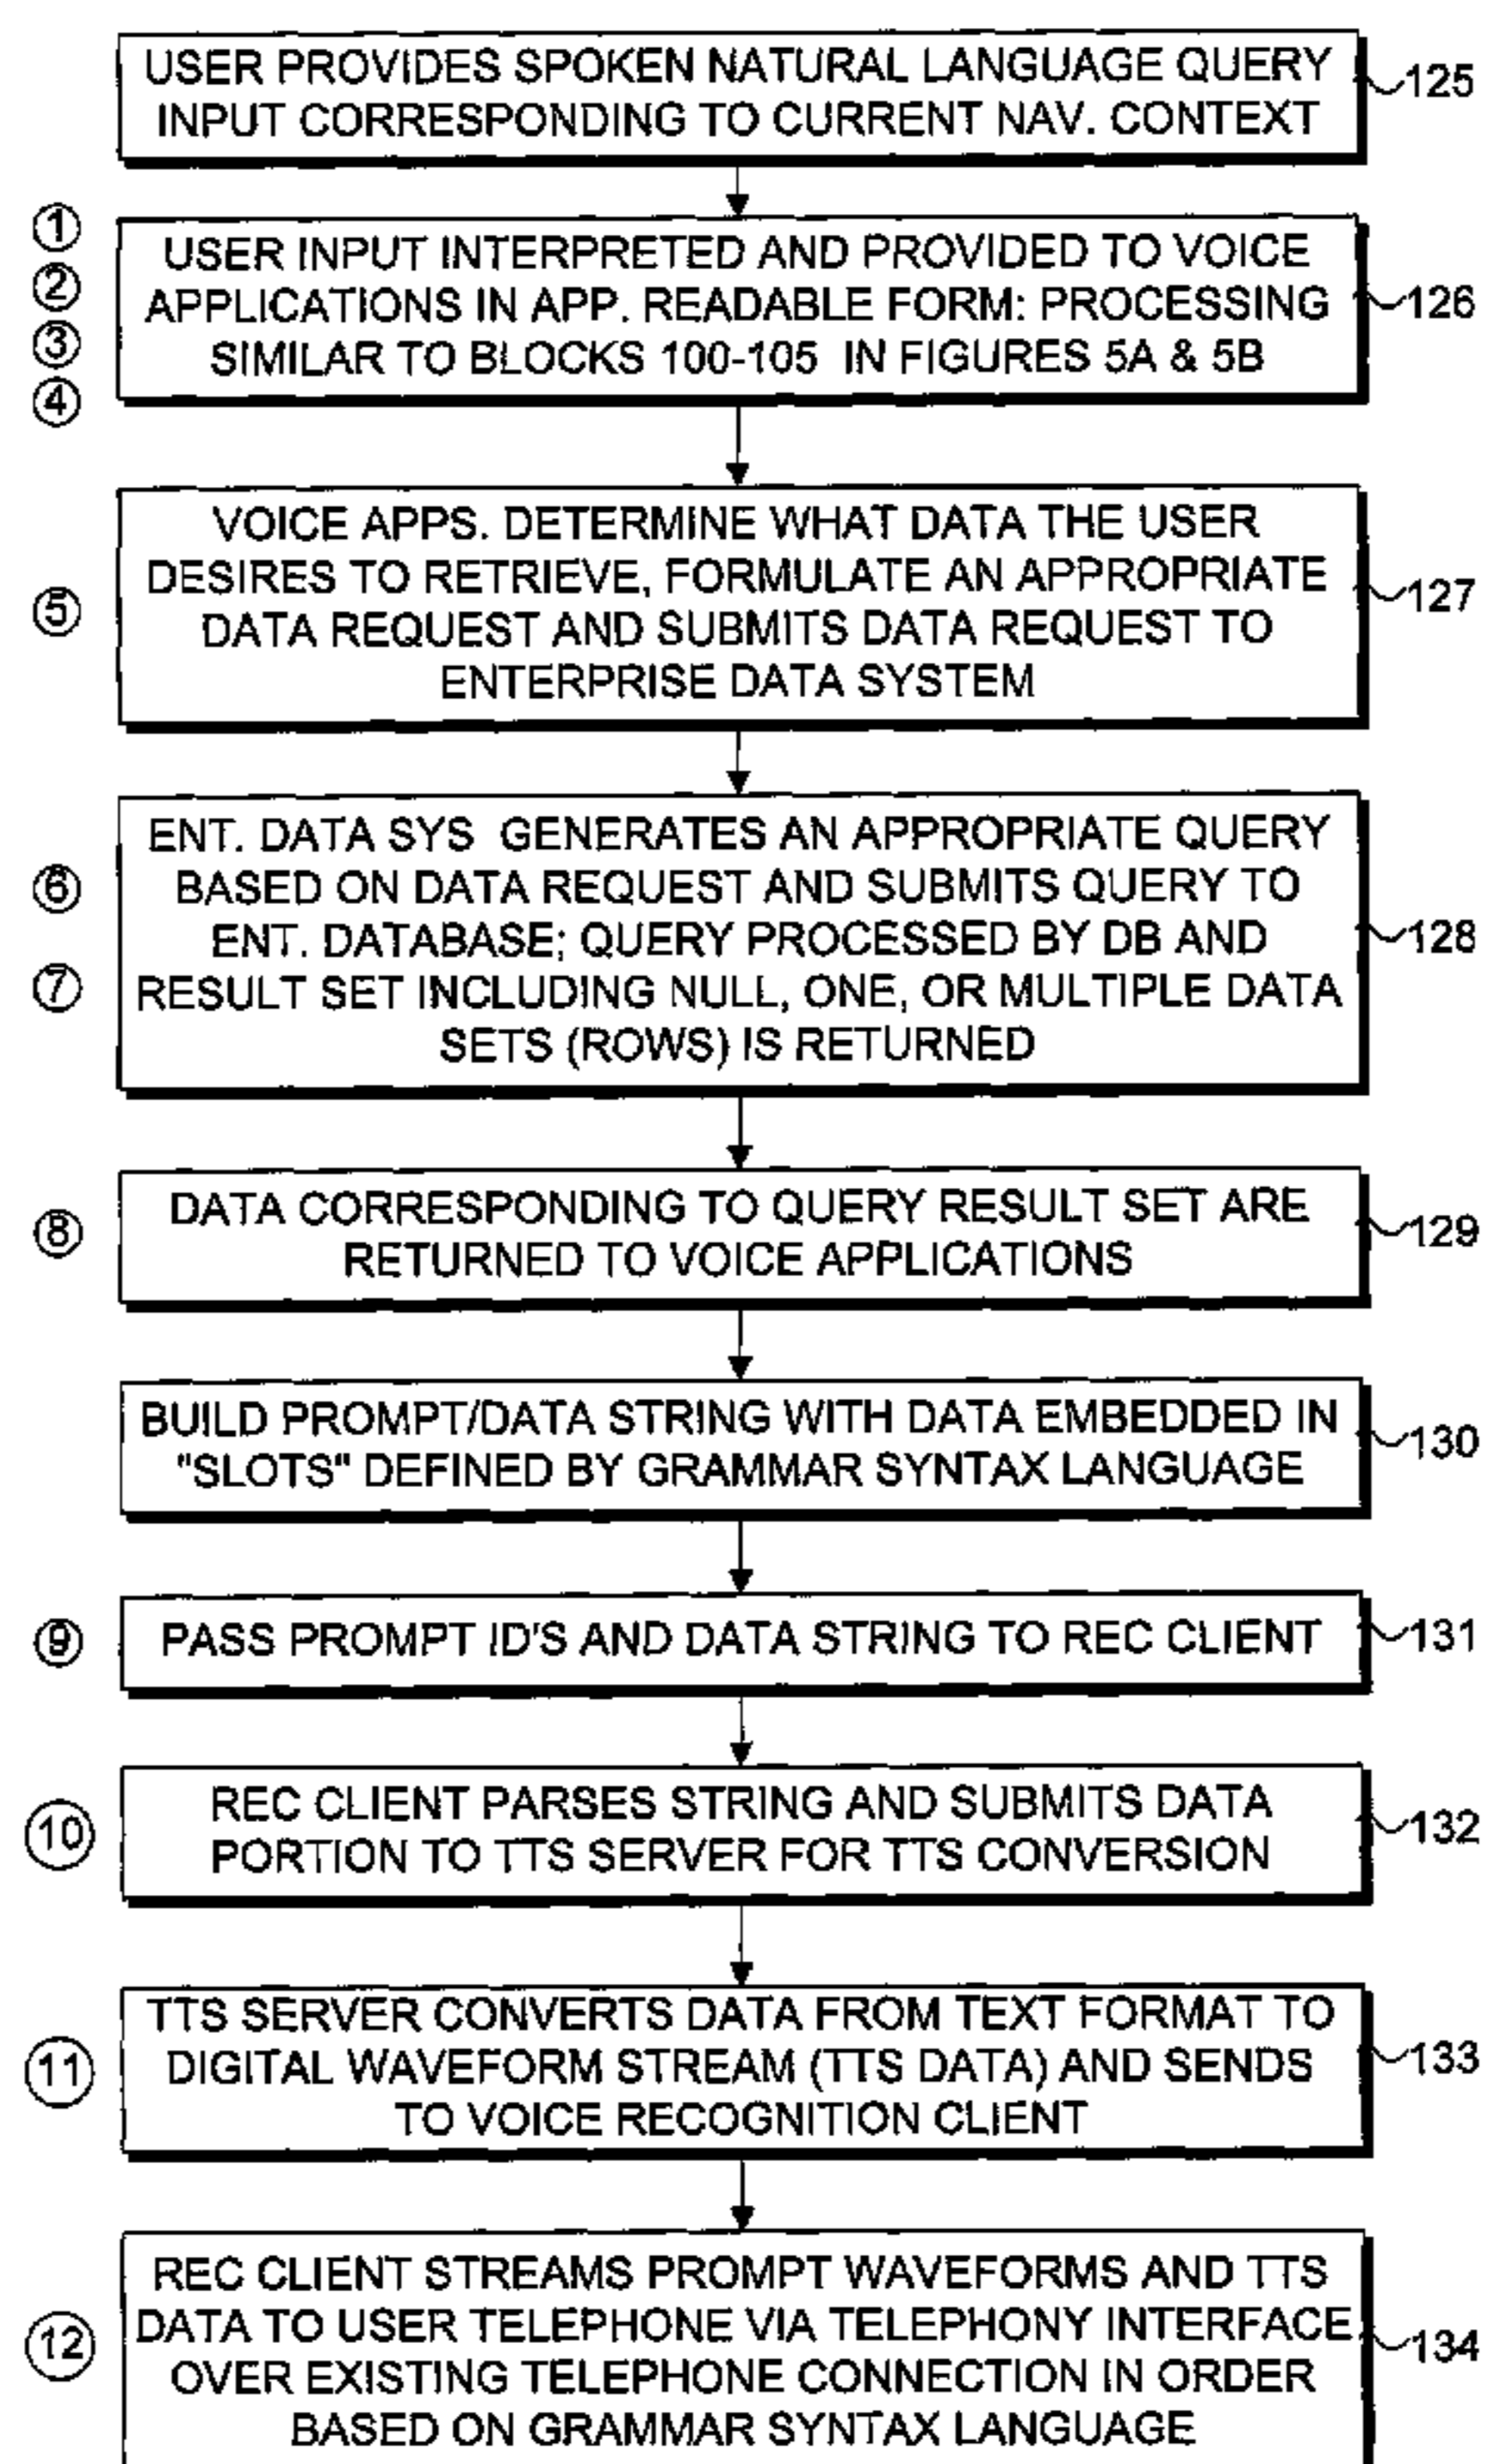 USER PROVIDES SPOKEN NATURAL LANGUAGE QUERY
INPUT CORRESPONDING TO CURRENT NAV. CONTEXT
125
①
②
③
④
USER INPUT INTERPRETED AND PROVIDED TO VOICE
APPLICATIONS IN APP. READABLE FORM: PROCESSING
SIMILAR TO BLOCKS 100-105 IN FIGURES 5A & 5B
126
⑤
VOICE APPS. DETERMINE WHAT DATA THE USER
DESIRES TO RETRIEVE, FORMULATE AN APPROPRIATE
DATA REQUEST AND SUBMITS DATA REQUEST TO
ENTERPRISE DATA SYSTEM
127
⑥
⑦
ENT. DATA SYS GENERATES AN APPROPRIATE QUERY
BASED ON DATA REQUEST AND SUBMITS QUERY TO
ENT. DATABASE; QUERY PROCESSED BY DB AND
RESULT SET INCLUDING NULL, ONE, OR MULTIPLE DATA
SETS (ROWS) IS RETURNED
128
⑧
DATA CORRESPONDING TO QUERY RESULT SET ARE
RETURNED TO VOICE APPLICATIONS
129
BUILD PROMPT/DATA STRING WITH DATA EMBEDDED IN
"SLOTS" DEFINED BY GRAMMAR SYNTAX LANGUAGE
130
⑨
PASS PROMPT ID'S AND DATA STRING TO REC CLIENT
131
⑩
REC CLIENT PARSES STRING AND SUBMITS DATA
PORTION TO TTS SERVER FOR TTS CONVERSION
132
⑪
TTS SERVER CONVERTS DATA FROM TEXT FORMAT TO
DIGITAL WAVEFORM STREAM (TTS DATA) AND SENDS
TO VOICE RECOGNITION CLIENT
133
⑫
REC CLIENT STREAMS PROMPT WAVEFORMS AND TTS
DATA TO USER TELEPHONE VIA TELEPHONY INTERFACE
OVER EXISTING TELEPHONE CONNECTION IN ORDER
BASED ON GRAMMAR SYNTAX LANGUAGE
134